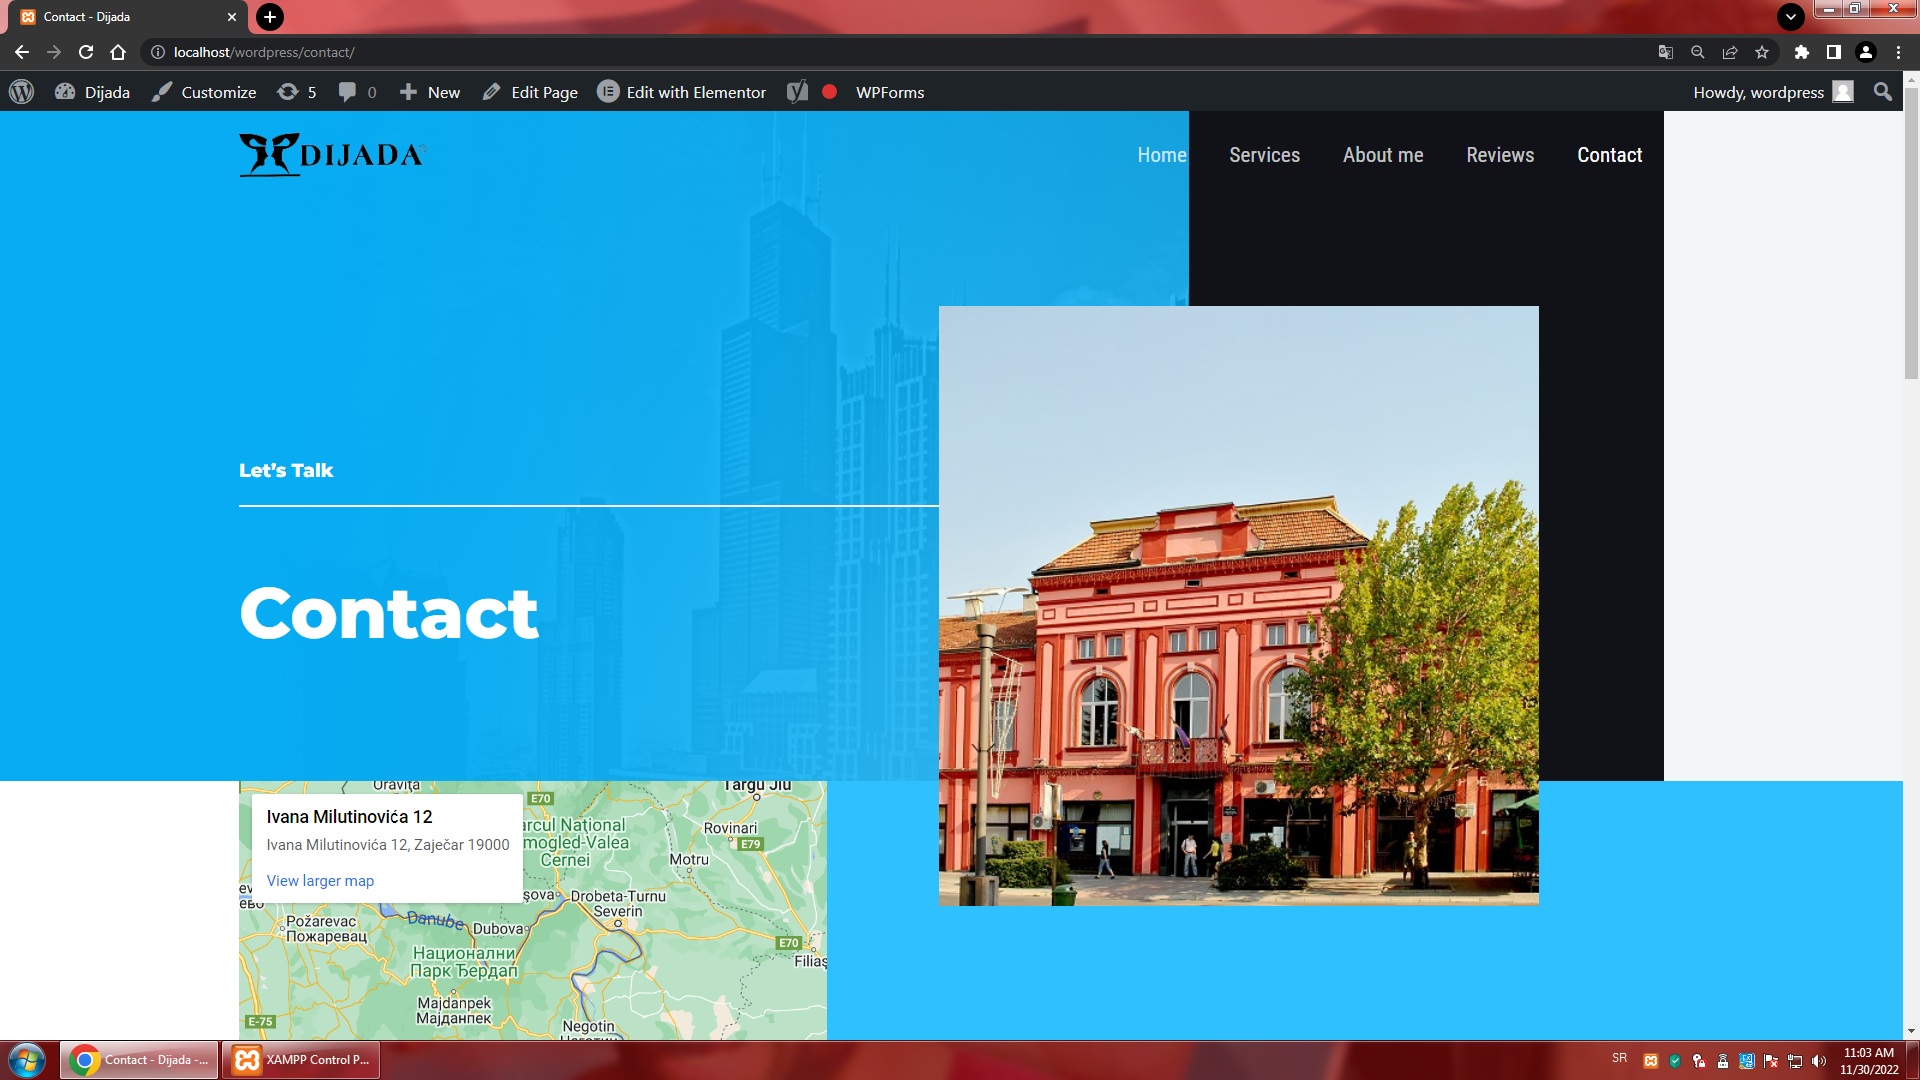 Contact - Dijada
localhost/wordpress/contact/
Dijada
Customize
5
0
New
Edit Page
Edit with Elementor
WPForms
Howdy, wordpress
DIJADA
Home
Services
About me
Reviews
Contact
Let’s Talk
Contact
Ivana Milutinovića 12
Ivana Milutinovića 12, Zaječar 19000
View larger map
Oravița
E70
Targu Jiu
Rovinari
E79
Motru
arcul National
mogled-Valea
Cernei
șova
Drobeta-Turnu
Severin
Požarevac
Пожаревац
Danube
Dubova
E70
Filiaș
Национални
Парк Ђердап
Majdanpek
Мајданпек
E-75
Negotin
Неготин
Contact - Dijada -...
XAMPP Control P...
SR
11:03 AM
11/30/2022